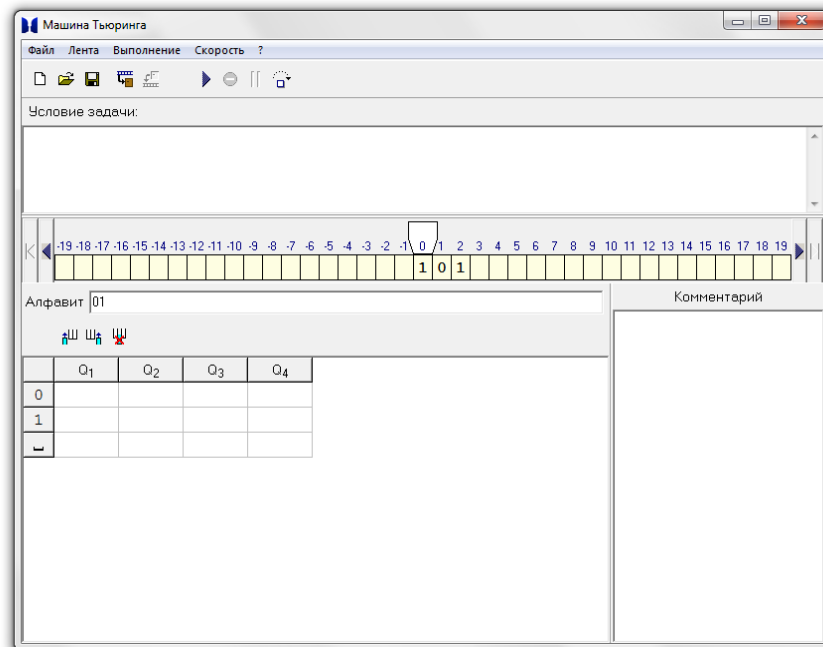 Машина Тьюринга
Файл Лента Выполнение Скорость ?
Условие задачи:
-19 -18 -17 -16 -15 -14 -13 -12 -11 -10 -9 -8 -7 -6 -5 -4 -3 -2 -1 0 1 2 3 4 5 6 7 8 9 10 11 12 13 14 15 16 17 18 19
1 0 1
Алфавит 01
Комментарий
Q1 Q2 Q3 Q4
0
1